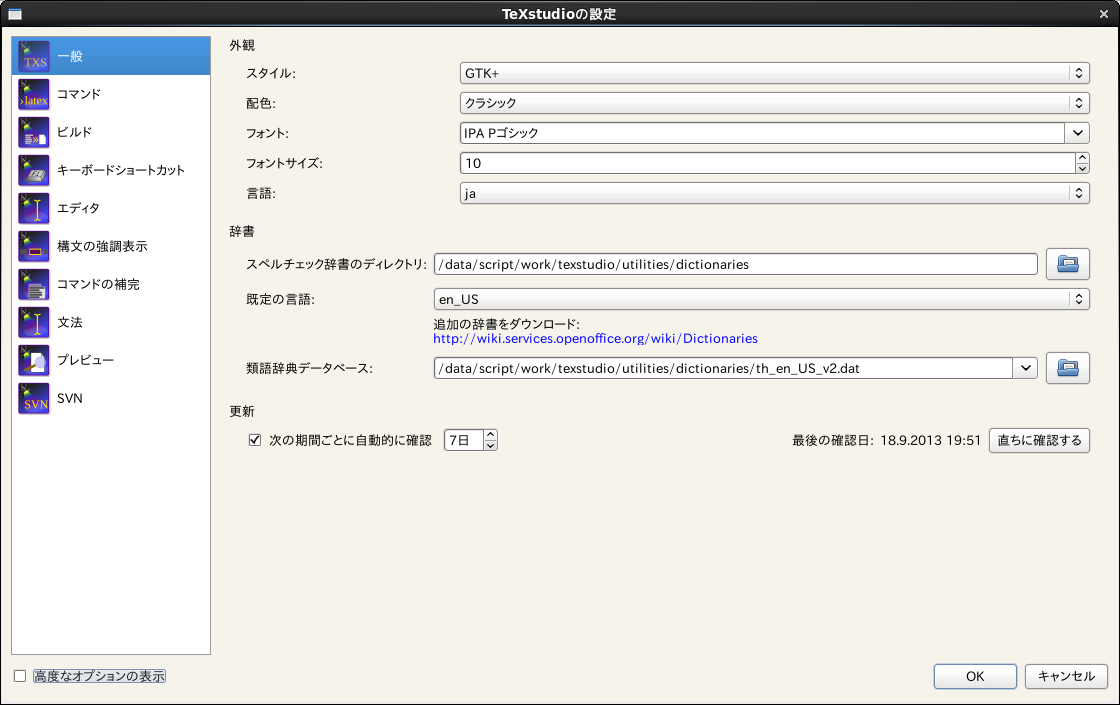 TeXstudioの設定
TXS 一般
›latex コマンド
ビルド
キーボードショートカット
エディタ
構文の強調表示
コマンドの補完
文法
プレビュー
SVN SVN
外観
スタイル: GTK+
配色: クラシック
フォント: IPA Pゴシック
フォントサイズ: 10
言語: ja
辞書
スペルチェック辞書のディレクトリ: /data/script/work/texstudio/utilities/dictionaries
既定の言語: en_US
追加の辞書をダウンロード:
http://wiki.services.openoffice.org/wiki/Dictionaries
類語辞典データベース: /data/script/work/texstudio/utilities/dictionaries/th_en_US_v2.dat
更新
次の期間ごとに自動的に確認 7日 最後の確認日: 18.9.2013 19:51 直ちに確認する
高度なオプションの表示
OK キャンセル